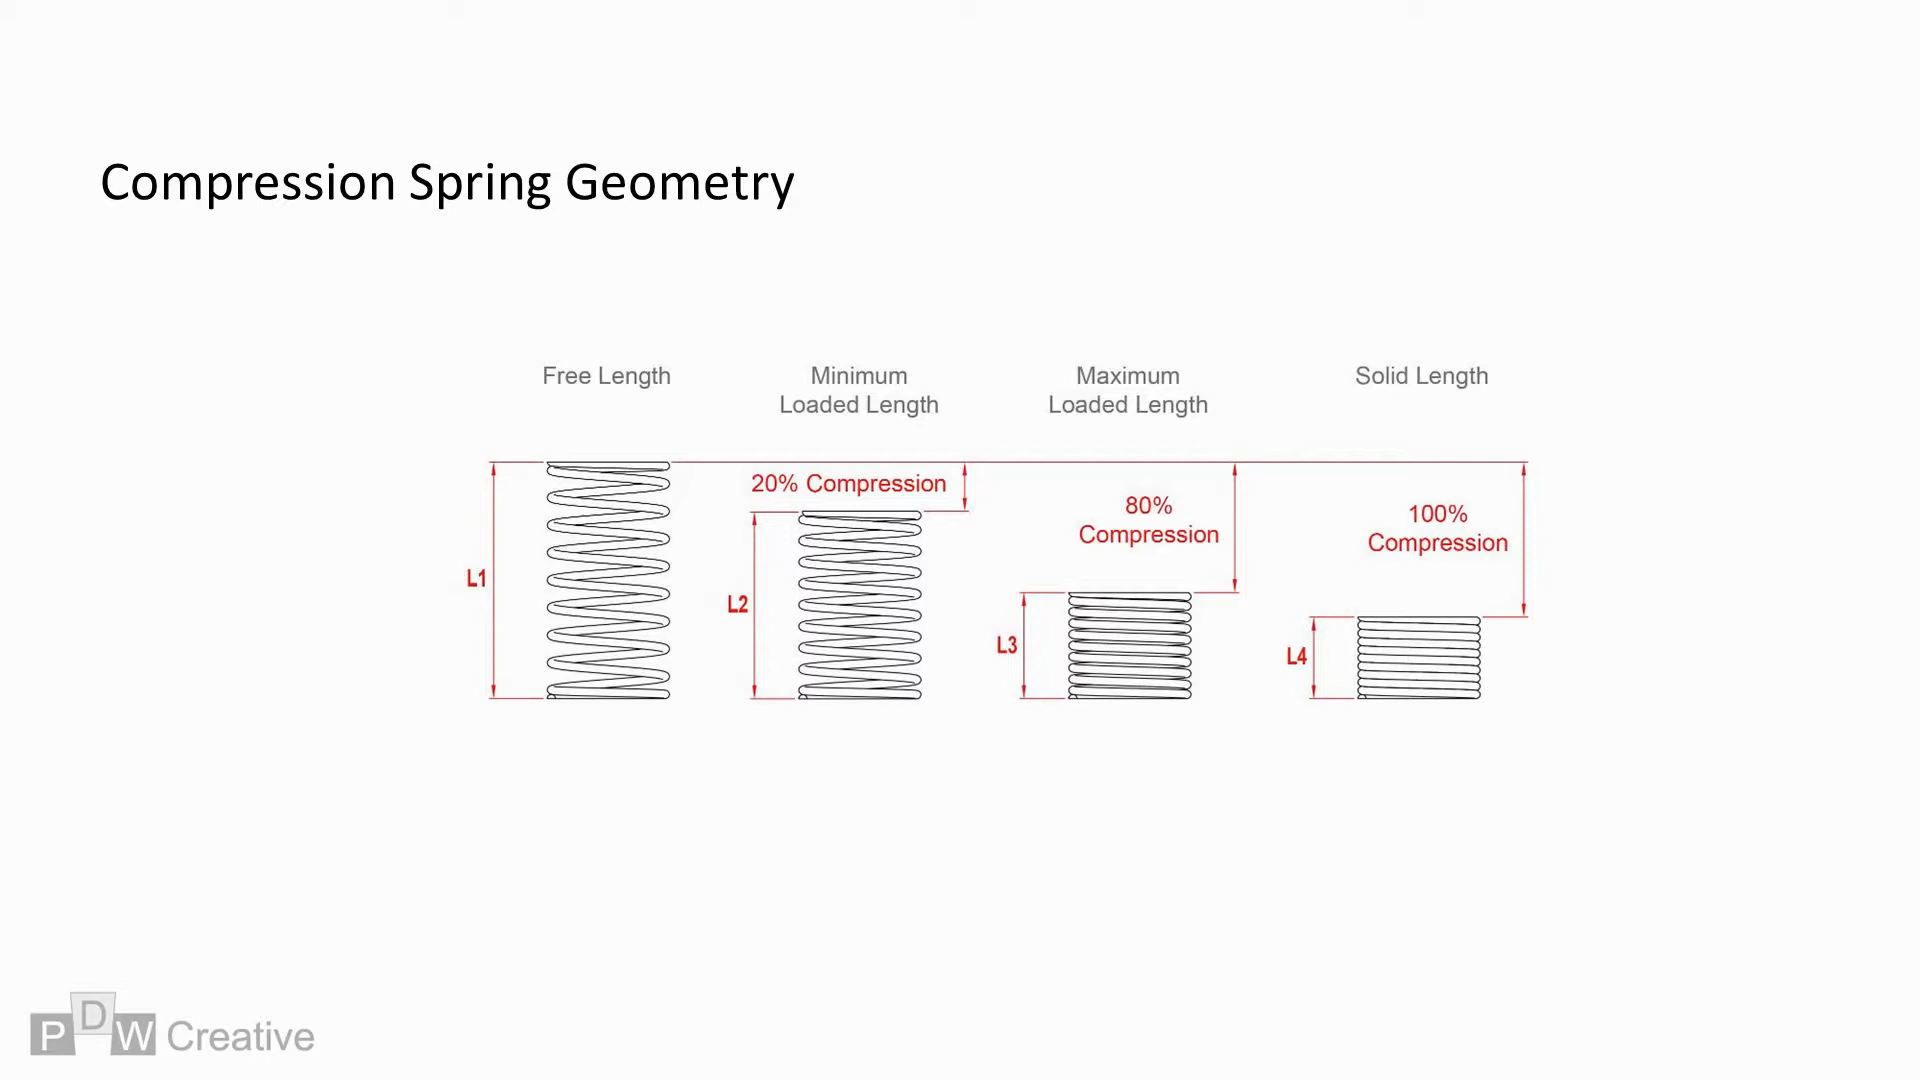 Compression Spring Geometry
Free Length
Minimum
Loaded Length
Maximum
Loaded Length
Solid Length
20% Compression
80%
Compression
100%
Compression
L1
L2
L3
L4
PDW Creative